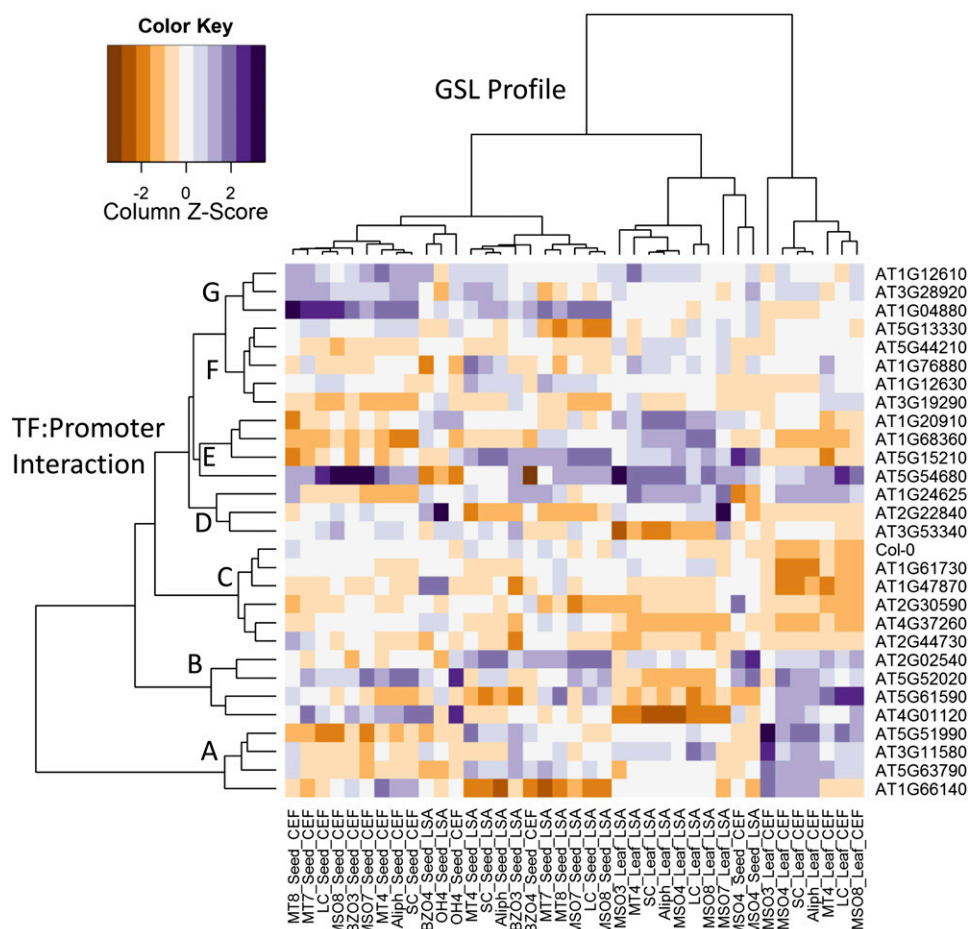 Color Key
-2 0 2
Column Z-Score
GSL Profile
TF:Promoter
Interaction
G
F
E
D
C
B
A
AT1G12610
AT3G28920
AT1G04880
AT5G13330
AT5G44210
AT1G76880
AT1G12630
AT3G19290
AT1G20910
AT1G68360
AT5G15210
AT5G54680
AT1G24625
AT2G22840
AT3G53340
Col-0
AT1G61730
AT1G47870
AT2G30590
AT4G37260
AT2G44730
AT2G02540
AT5G52020
AT5G61590
AT4G01120
AT5G51990
AT3G11580
AT5G63790
AT1G66140
MT8_Seed_CEF
MT7_Seed_CEF
LC_Seed_CEF
MSO8_Seed_CEF
BZO3_Seed_CEF
MSO7_Seed_CEF
MT4_Seed_CEF
Aliph_Seed_CEF
SC_Seed_CEF
BZO4_Seed_LSA
OH4_Seed_LSA
OH4_Seed_CEF
MT4_Seed_LSA
SC_Seed_LSA
Aliph_Seed_LSA
BZO3_Seed_LSA
BZO4_Seed_CEF
MT7_Seed_LSA
MT8_Seed_LSA
MSO7_Seed_LSA
LC_Seed_LSA
MSO8_Seed_LSA
MSO3_Leaf_LSA
MT4_Leaf_LSA
SC_Leaf_LSA
Aliph_Leaf_LSA
MSO4_Leaf_LSA
LC_Leaf_LSA
MSO8_Leaf_LSA
MSO7_Leaf_LSA
MSO4_Seed_CEF
MSO4_Seed_LSA
MSO3_Leaf_CEF
MSO4_Leaf_CEF
SC_Leaf_CEF
Aliph_Leaf_CEF
MT4_Leaf_CEF
LC_Leaf_CEF
MSO8_Leaf_CEF